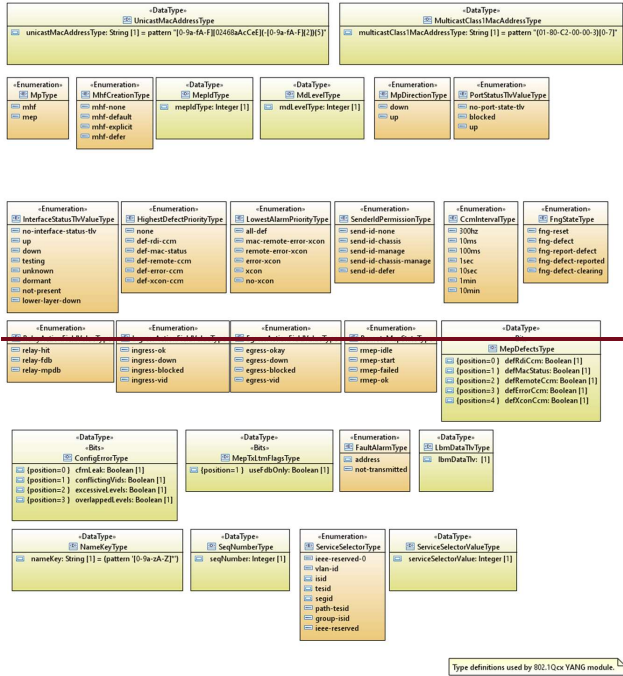 «DataType»
UnicastMacAddressType
unicastMacAddressType: String [1] = pattern "[0-9a-fA-F][02468aAcCeE](-[0-9a-fA-F]{2}){5}"
«DataType»
MulticastClass1MacAddressType
multicastClass1MacAddressType: String [1] = pattern "(01-80-C2-00-00-3)[0-7]"
«Enumeration»
MpType
mhf
mep
«Enumeration»
MhfCreationType
mhf-none
mhf-default
mhf-explicit
mhf-defer
«DataType»
MepIdType
mepIdType: Integer [1]
«DataType»
MdLevelType
mdLevelType: Integer [1]
«Enumeration»
MpDirectionType
down
up
«Enumeration»
PortStatusTlvValueType
no-port-state-tlv
blocked
up
«Enumeration»
InterfaceStatusTlvValueType
no-interface-status-tlv
up
down
testing
unknown
dormant
not-present
lower-layer-down
«Enumeration»
HighestDefectPriorityType
none
def-rdi-ccm
def-mac-status
def-remote-ccm
def-error-ccm
def-xcon-ccm
«Enumeration»
LowestAlarmPriorityType
all-def
mac-remote-error-xcon
remote-error-xcon
error-xcon
xcon
no-xcon
«Enumeration»
SenderIdPermissionType
send-id-none
send-id-chassis
send-id-manage
send-id-chassis-manage
send-id-defer
«Enumeration»
CcmIntervalType
300hz
10ms
100ms
1sec
10sec
1min
10min
«Enumeration»
FngStateType
fng-reset
fng-defect
fng-report-defect
fng-defect-reported
fng-defect-clearing
«Enumeration»
relay-hit
relay-fdb
relay-mpdb
«Enumeration»
ingress-ok
ingress-down
ingress-blocked
ingress-vid
«Enumeration»
egress-okay
egress-down
egress-blocked
egress-vid
«Enumeration»
rmep-idle
rmep-start
rmep-failed
rmep-ok
«DataType»
MepDefectsType
{position=0 } defRdiCcm: Boolean [1]
{position=1 } defMacStatus: Boolean [1]
{position=2 } defRemoteCcm: Boolean [1]
{position=3 } defErrorCcm: Boolean [1]
{position=4 } defXconCcm: Boolean [1]
«DataType»
«Bits»
ConfigErrorType
{position=0 } cfmLeak: Boolean [1]
{position=1 } conflictingVids: Boolean [1]
{position=2 } excessiveLevels: Boolean [1]
{position=3 } overlappedLevels: Boolean [1]
«DataType»
«Bits»
MepTxLtmFlagsType
{position=1 } useFdbOnly: Boolean [1]
«Enumeration»
FaultAlarmType
address
not-transmitted
«DataType»
LbmDataTlvType
lbmDataTlv: [1]
«DataType»
NameKeyType
nameKey: String [1] = (pattern '[0-9a-zA-Z]*')
«DataType»
SeqNumberType
seqNumber: Integer [1]
«Enumeration»
ServiceSelectorType
ieee-reserved-0
vlan-id
isid
tesid
segid
path-tesid
group-isid
ieee-reserved
«DataType»
ServiceSelectorValueType
serviceSelectorValue: Integer [1]
Type definitions used by 802.1Qcx YANG module.